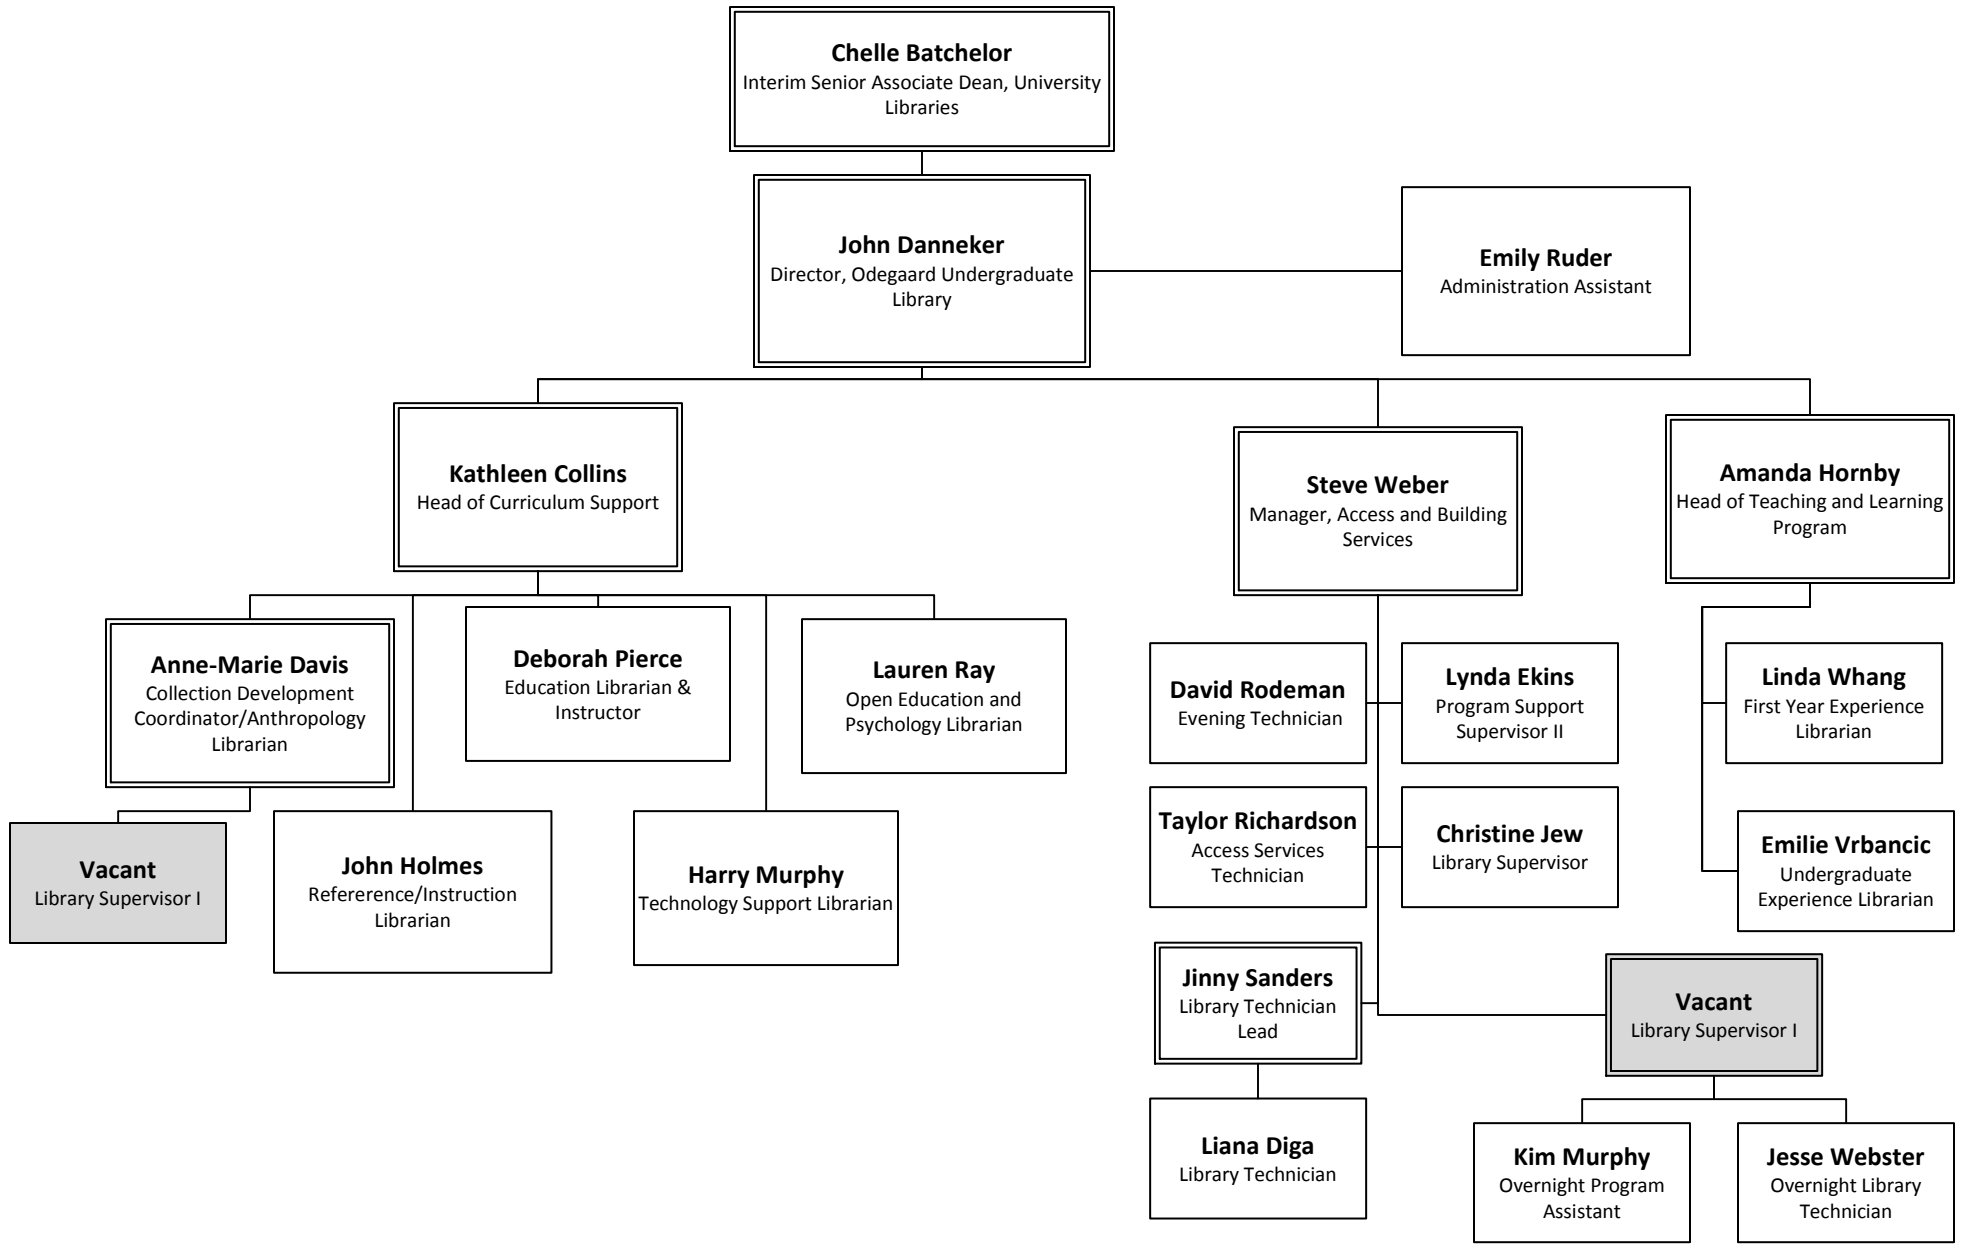 Chelle Batchelor
Interim Senior Associate Dean, University
Libraries
John Danneker
Director, Odegaard Undergraduate
Library
Emily Ruder
Administration Assistant
Kathleen Collins
Head of Curriculum Support
Steve Weber
Manager, Access and Building
Services
Amanda Hornby
Head of Teaching and Learning
Program
Anne-Marie Davis
Collection Development
Coordinator/Anthropology
Librarian
Deborah Pierce
Education Librarian &
Instructor
Lauren Ray
Open Education and
Psychology Librarian
David Rodeman
Evening Technician
Lynda Ekins
Program Support
Supervisor II
Linda Whang
First Year Experience
Librarian
Vacant
Library Supervisor I
John Holmes
Refererence/Instruction
Librarian
Harry Murphy
Technology Support Librarian
Taylor Richardson
Access Services
Technician
Christine Jew
Library Supervisor
Emilie Vrbancic
Undergraduate
Experience Librarian
Jinny Sanders
Library Technician
Lead
Vacant
Library Supervisor I
Liana Diga
Library Technician
Kim Murphy
Overnight Program
Assistant
Jesse Webster
Overnight Library
Technician